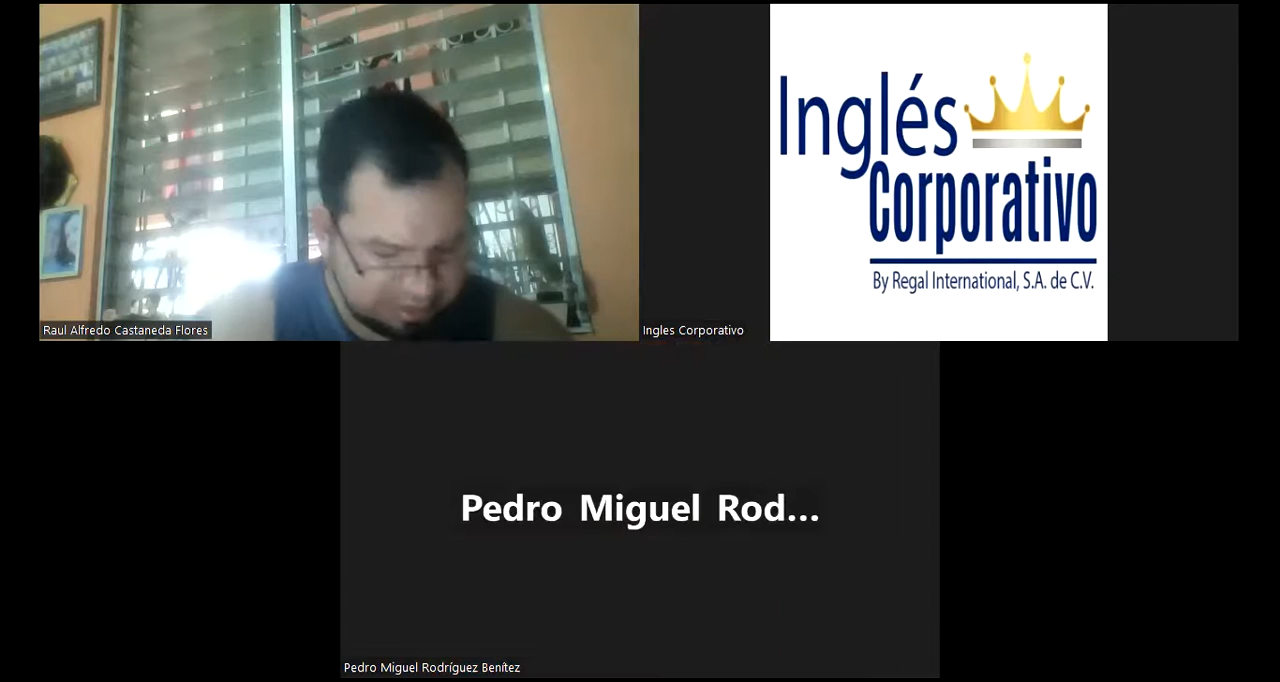 Inglés
Corporativo
By Regal International, S.A. de C.V.
Raul Alfredo Castaneda Flores
Ingles Corporativo
Pedro Miguel Rod...
Pedro Miguel Rodríguez Benítez